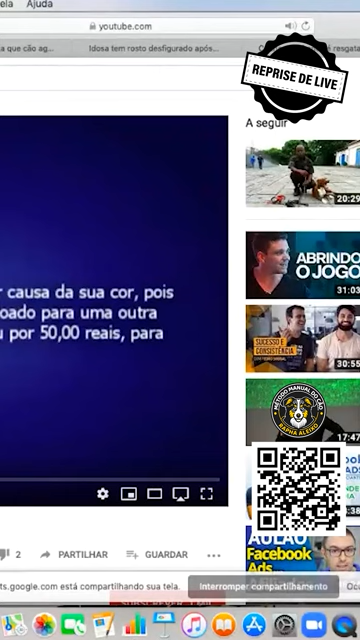 ela Ajuda
youtube.com
a que cão ag...
Idosa tem rosto desfigurado após...
REPRISE DE LIVE
A seguir
20:29
r causa da sua cor, pois
oado para uma outra
u por 50,00 reais, para
ABRINDO
O JOGO
31:03
SUCESSO E
CONSISTÊNCIA
30:55
MÉTODO MANUAL DO CÃO
RAPHA ALEIXO
17:47
:38
2 PARTILHAR GUARDAR
AULÃO
Facebook
Ads
ts.google.com está compartilhando sua tela.
Interromper compartilhamento